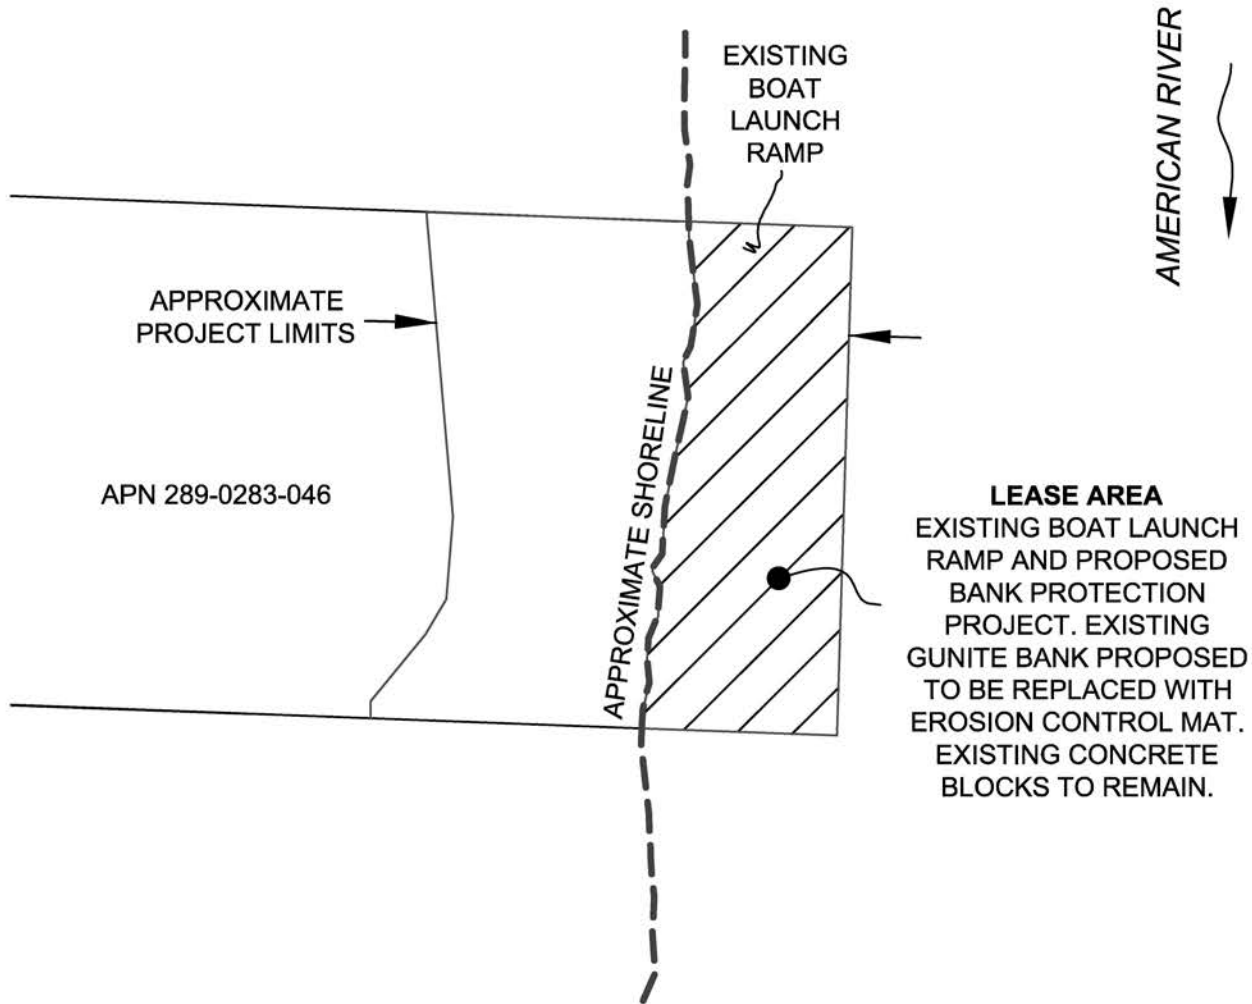 EXISTING
BOAT
LAUNCH
RAMP
AMERICAN RIVER
APPROXIMATE
PROJECT LIMITS
APPROXIMATE SHORELINE
APN 289-0283-046
LEASE AREA
EXISTING BOAT LAUNCH
RAMP AND PROPOSED
BANK PROTECTION
PROJECT. EXISTING
GUNITE BANK PROPOSED
TO BE REPLACED WITH
EROSION CONTROL MAT.
EXISTING CONCRETE
BLOCKS TO REMAIN.